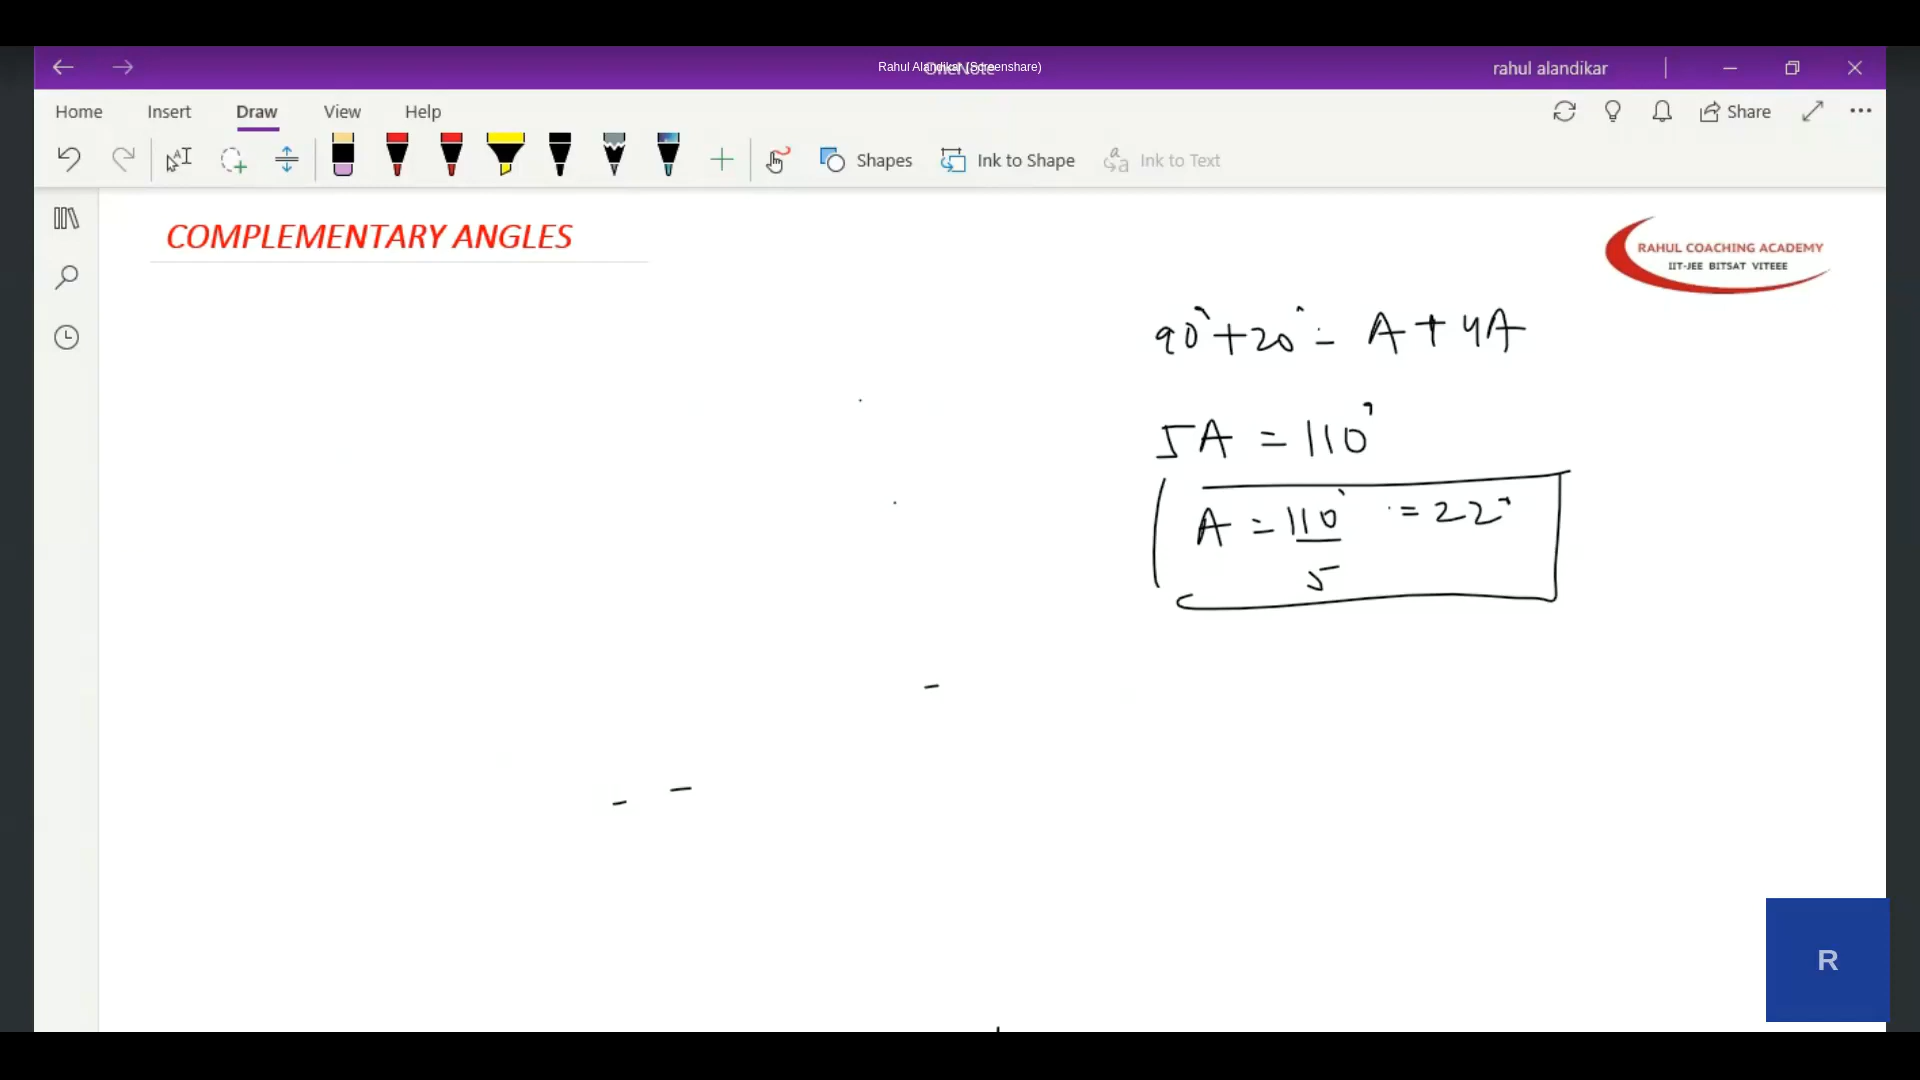 Rahul Alandikar (Screenshare)
rahul alandikar
Home Insert Draw View Help
Share
Shapes Ink to Shape Ink to Text
COMPLEMENTARY ANGLES
RAHUL COACHING ACADEMY
IIT-JEE BITSAT VITEEE
90° + 20° = A + 4A
5A = 110°
A = 110° = 22°
5
R